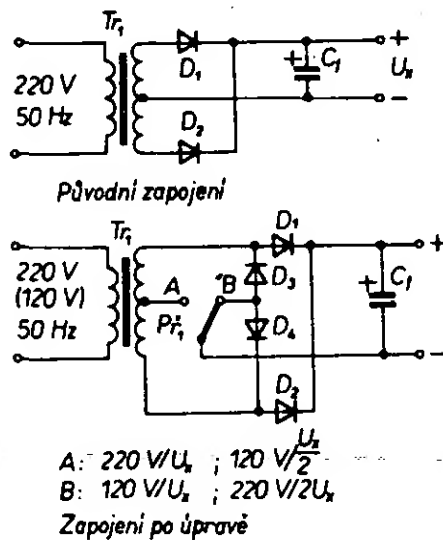 Tr₁
D₁
+
220 V
50 Hz
+
C₁
Uₓ
D₂
–
Původní zapojení
Tr₁
D₁
+
220 V
(120 V)
50 Hz
A
B
D₃
+
C₁
Př₁
D₄
–
D₂
A: 220 V/Uₓ ; 120 V/Uₓ/2
B: 120 V/Uₓ ; 220 V/2Uₓ
Zapojení po úpravě